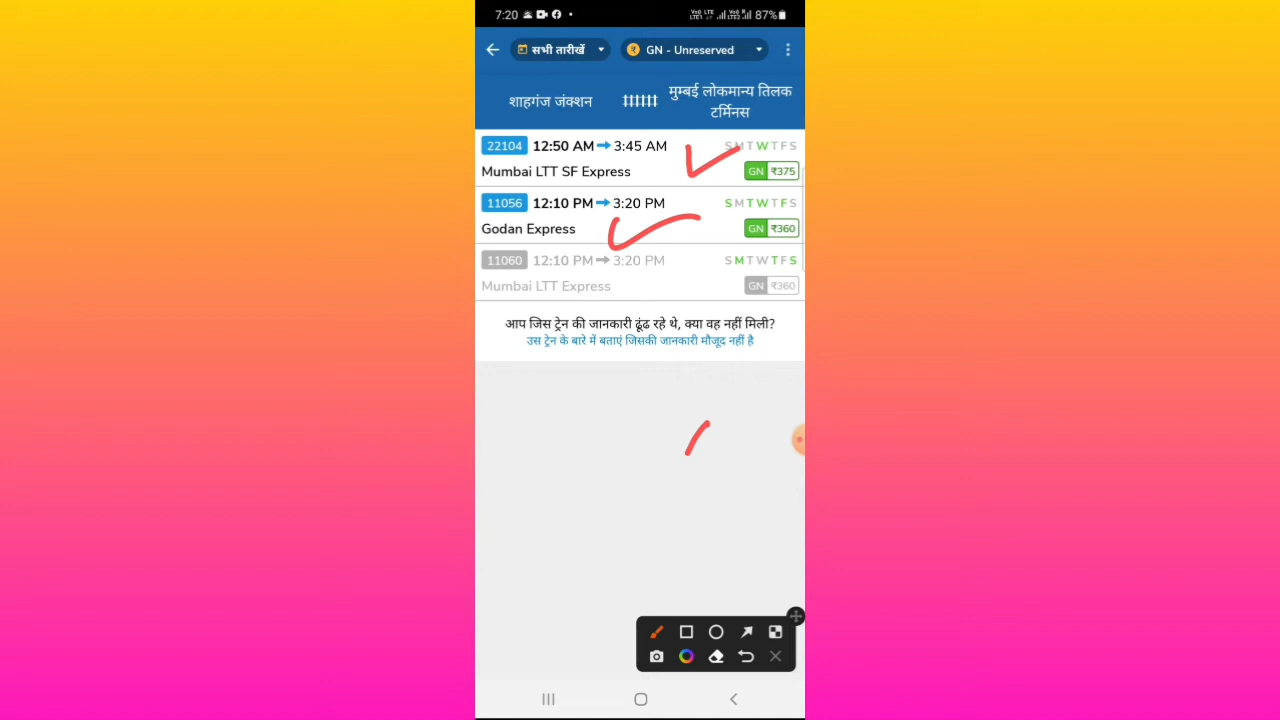 7:20 87%
सभी तारीखें GN - Unreserved
शाहगंज जंक्शन
मुम्बई लोकमान्य तिलक
टर्मिनस
22104 12:50 AM 3:45 AM SMTWTFS
Mumbai LTT SF Express GN ₹375
11056 12:10 PM 3:20 PM SMTWTFS
Godan Express GN ₹360
11060 12:10 PM 3:20 PM SMTWTFS
Mumbai LTT Express GN ₹360
आप जिस ट्रेन की जानकारी ढूंढ रहे थे, क्या वह नहीं मिली?
उस ट्रेन के बारे में बताएं जिसकी जानकारी मौजूद नहीं है